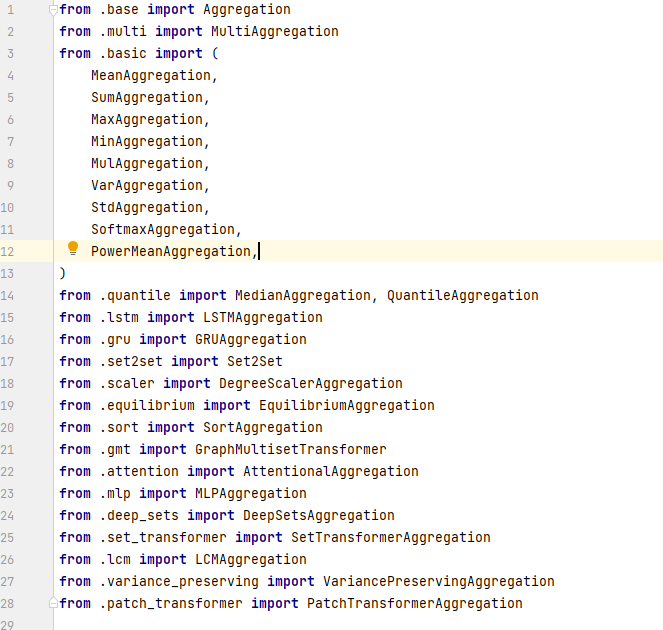 1 from .base import Aggregation
2 from .multi import MultiAggregation
3 from .basic import (
4 MeanAggregation,
5 SumAggregation,
6 MaxAggregation,
7 MinAggregation,
8 MulAggregation,
9 VarAggregation,
10 StdAggregation,
11 SoftmaxAggregation,
12 PowerMeanAggregation,
13 )
14 from .quantile import MedianAggregation, QuantileAggregation
15 from .lstm import LSTMAggregation
16 from .gru import GRUAggregation
17 from .set2set import Set2Set
18 from .scaler import DegreeScalerAggregation
19 from .equilibrium import EquilibriumAggregation
20 from .sort import SortAggregation
21 from .gmt import GraphMultisetTransformer
22 from .attention import AttentionalAggregation
23 from .mlp import MLPAggregation
24 from .deep_sets import DeepSetsAggregation
25 from .set_transformer import SetTransformerAggregation
26 from .lcm import LCMAggregation
27 from .variance_preserving import VariancePreservingAggregation
28 from .patch_transformer import PatchTransformerAggregation
29